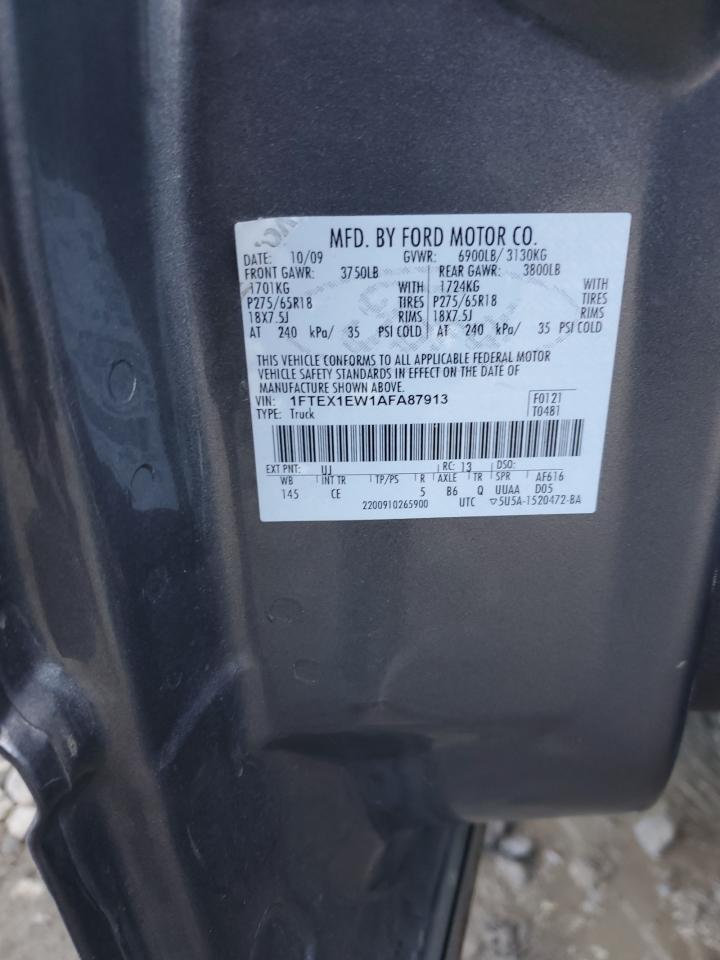 MFD. BY FORD MOTOR CO.
DATE: 10/09 GVWR: 6900LB/ 3130KG
FRONT GAWR: 3750LB REAR GAWR: 3800LB
1701KG WITH 1724KG WITH
P275/65R18 TIRES P275/65R18 TIRES
18X7.5J RIMS 18X7.5J RIMS
AT 240 kPa/ 35 PSI COLD AT 240 kPa/ 35 PSI COLD
THIS VEHICLE CONFORMS TO ALL APPLICABLE FEDERAL MOTOR
VEHICLE SAFETY STANDARDS IN EFFECT ON THE DATE OF
MANUFACTURE SHOWN ABOVE.
VIN: 1FTEX1EW1AFA87913 F0121
TYPE: Truck T0481
EXT PNT: UJ RC: 13 DSO:
WB INT TR TP/PS R AXLE TR SPR AF616
145 CE 5 B6 Q UUAA D05
2200910265900 UTC ▽5U5A-1520472-BA